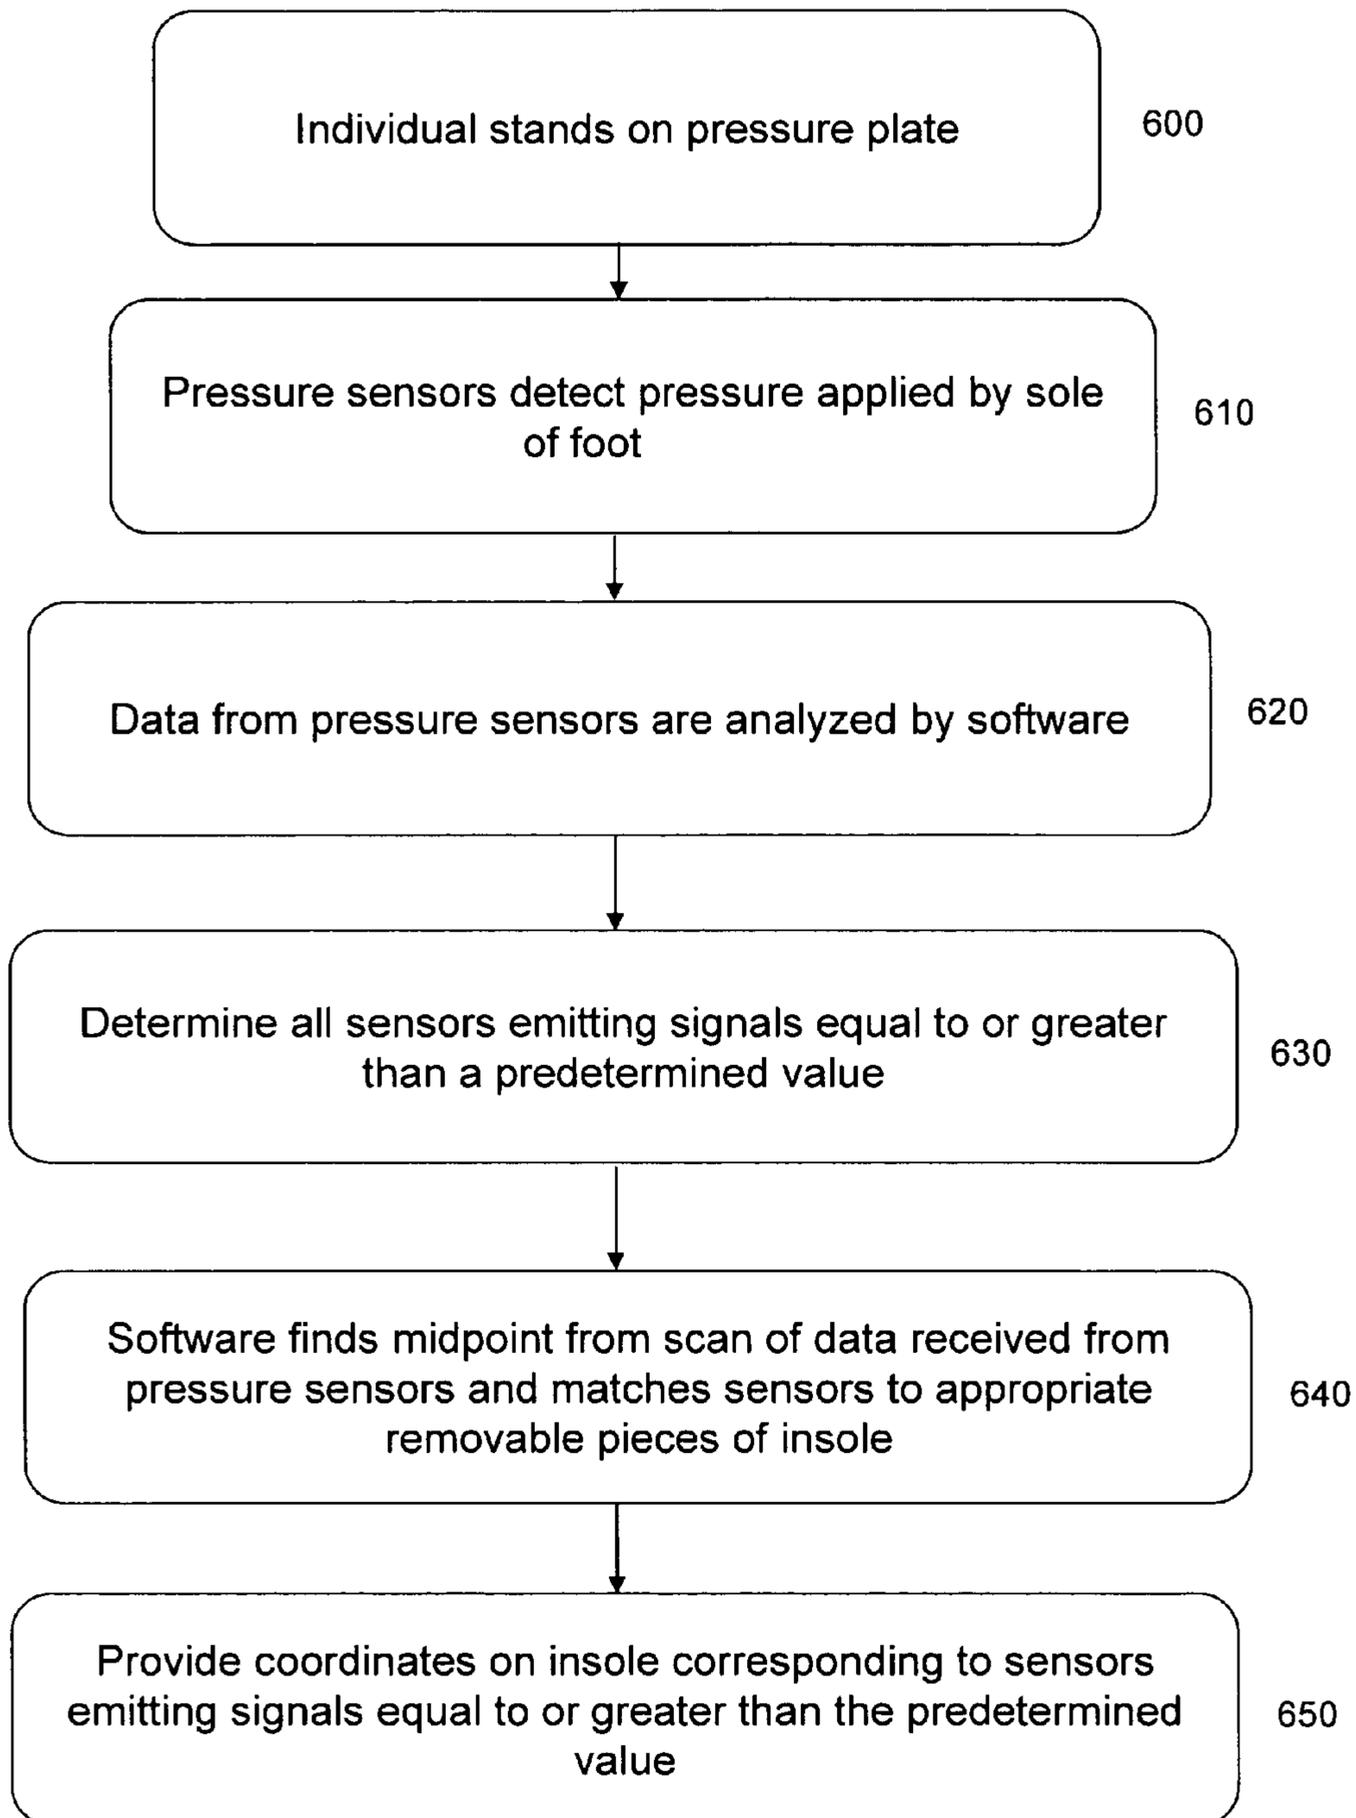 Individual stands on pressure plate
600
Pressure sensors detect pressure applied by sole
of foot
610
Data from pressure sensors are analyzed by software
620
Determine all sensors emitting signals equal to or greater
than a predetermined value
630
Software finds midpoint from scan of data received from
pressure sensors and matches sensors to appropriate
removable pieces of insole
640
Provide coordinates on insole corresponding to sensors
emitting signals equal to or greater than the predetermined
value
650